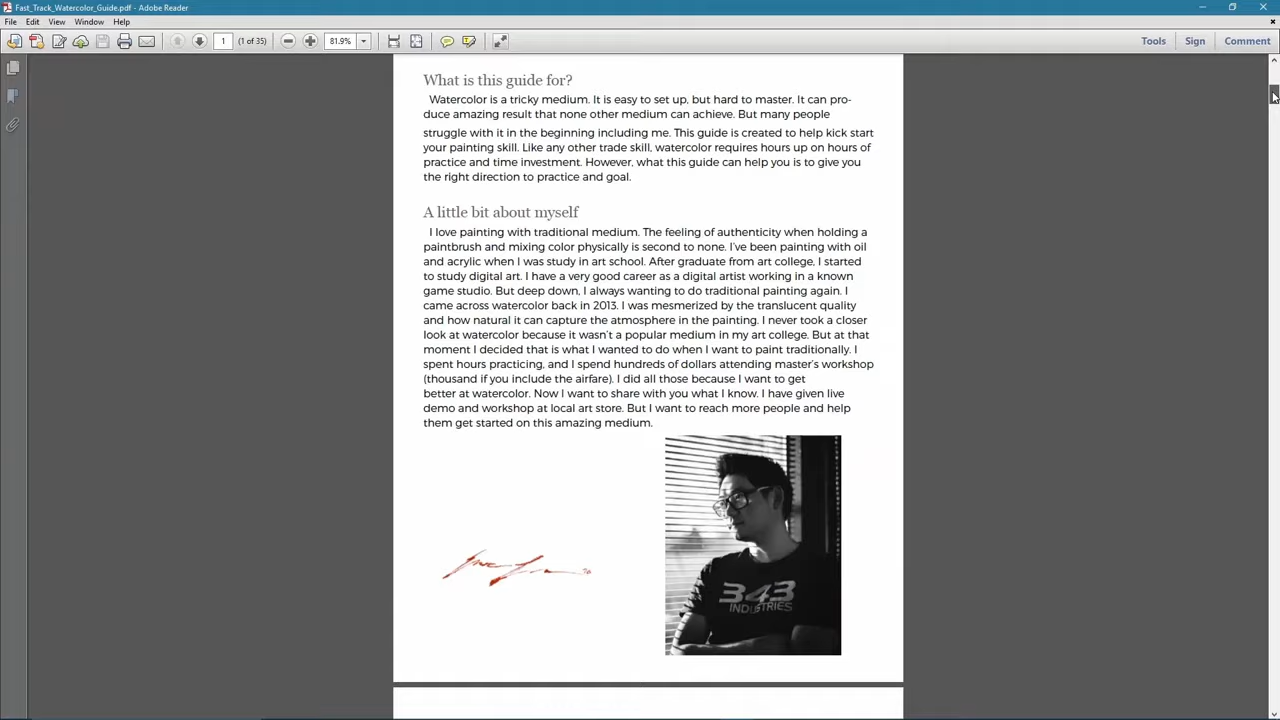 Fast_Track_Watercolor_Guide.pdf - Adobe Reader
File Edit View Window Help
1 (1 of 35) 81.9% Tools Sign Comment
What is this guide for?
Watercolor is a tricky medium. It is easy to set up, but hard to master. It can pro-
duce amazing result that none other medium can achieve. But many people
struggle with it in the beginning including me. This guide is created to help kick start
your painting skill. Like any other trade skill, watercolor requires hours up on hours of
practice and time investment. However, what this guide can help you is to give you
the right direction to practice and goal.
A little bit about myself
I love painting with traditional medium. The feeling of authenticity when holding a
paintbrush and mixing color physically is second to none. I've been painting with oil
and acrylic when I was study in art school. After graduate from art college, I started
to study digital art. I have a very good career as a digital artist working in a known
game studio. But deep down, I always wanting to do traditional painting again. I
came across watercolor back in 2013. I was mesmerized by the translucent quality
and how natural it can capture the atmosphere in the painting. I never took a closer
look at watercolor because it wasn't a popular medium in my art college. But at that
moment I decided that is what I wanted to do when I want to paint traditionally. I
spent hours practicing, and I spend hundreds of dollars attending master's workshop
(thousand if you include the airfare). I did all those because I want to get
better at watercolor. Now I want to share with you what I know. I have given live
demo and workshop at local art store. But I want to reach more people and help
them get started on this amazing medium.
343
INDUSTRIES